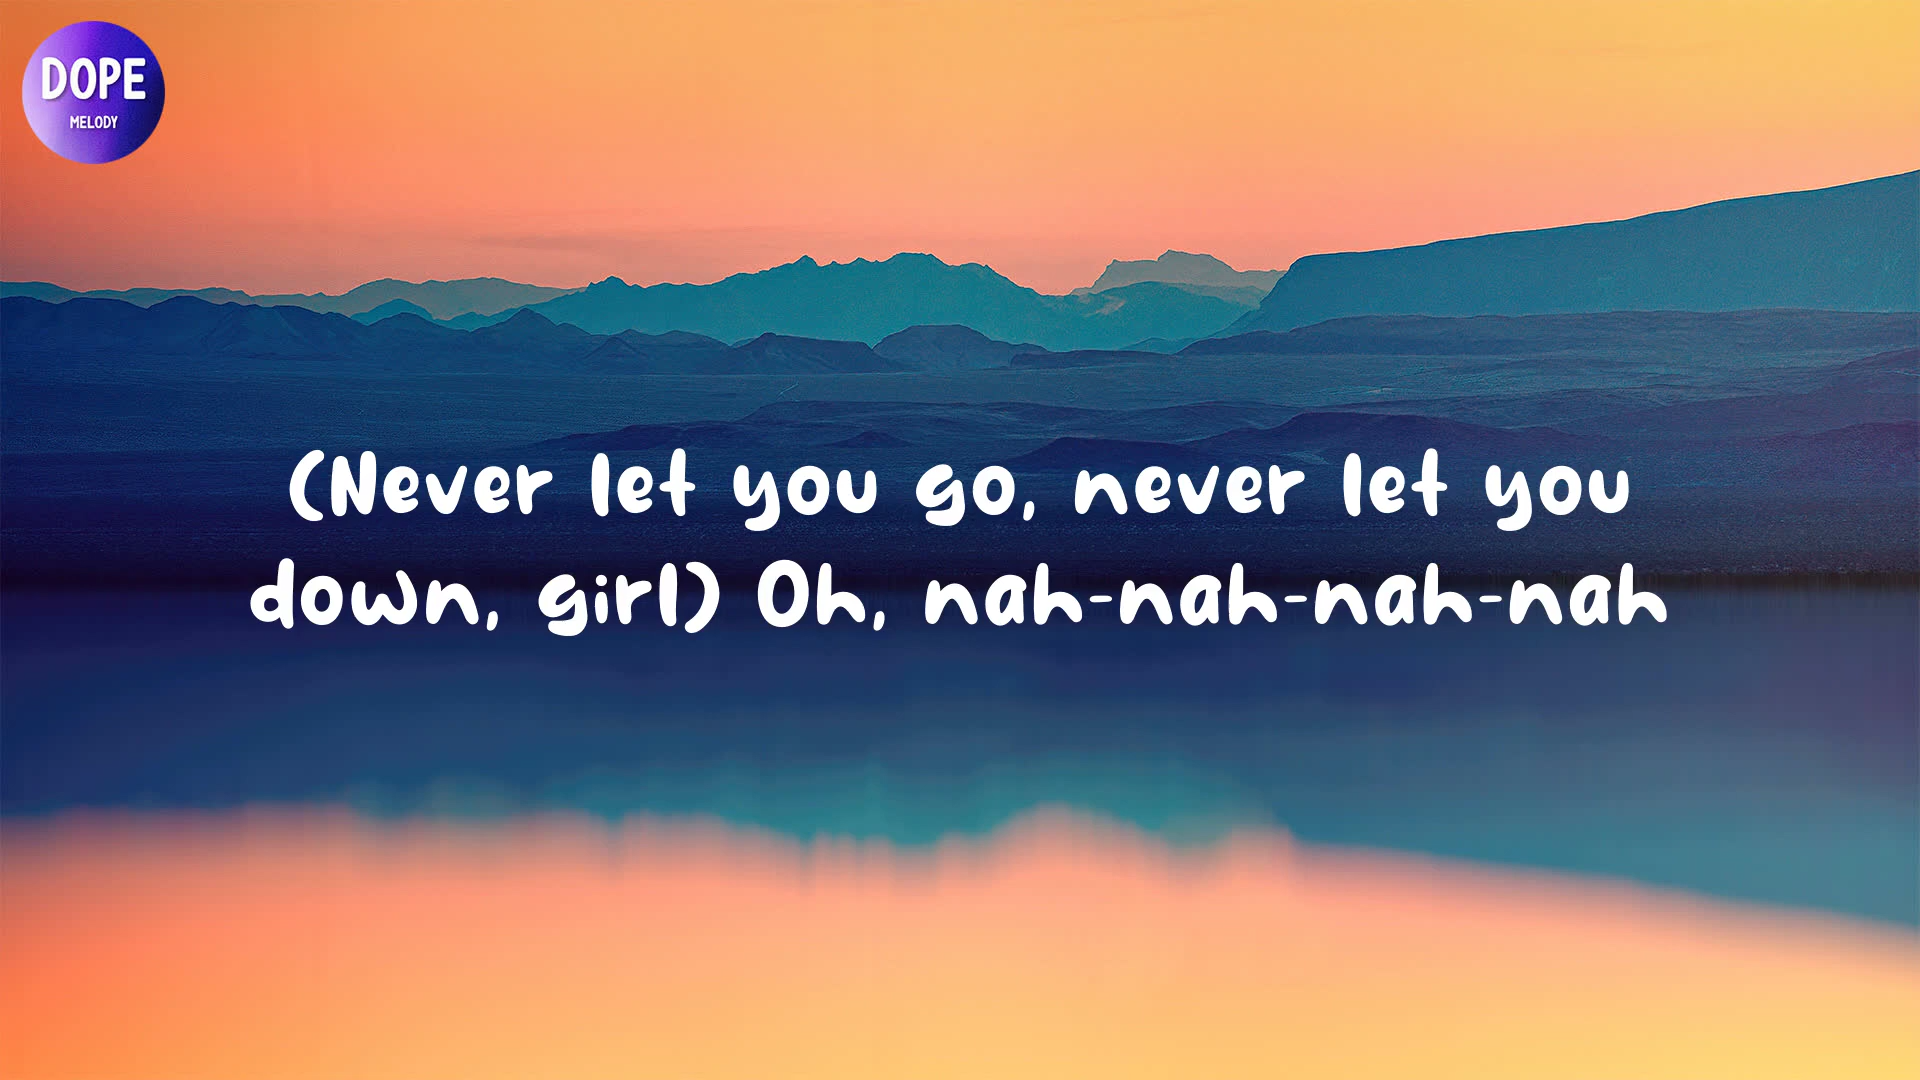 DOPE
MELODY
(Never let you go, never let you
down, girl) Oh, nah-nah-nah-nah